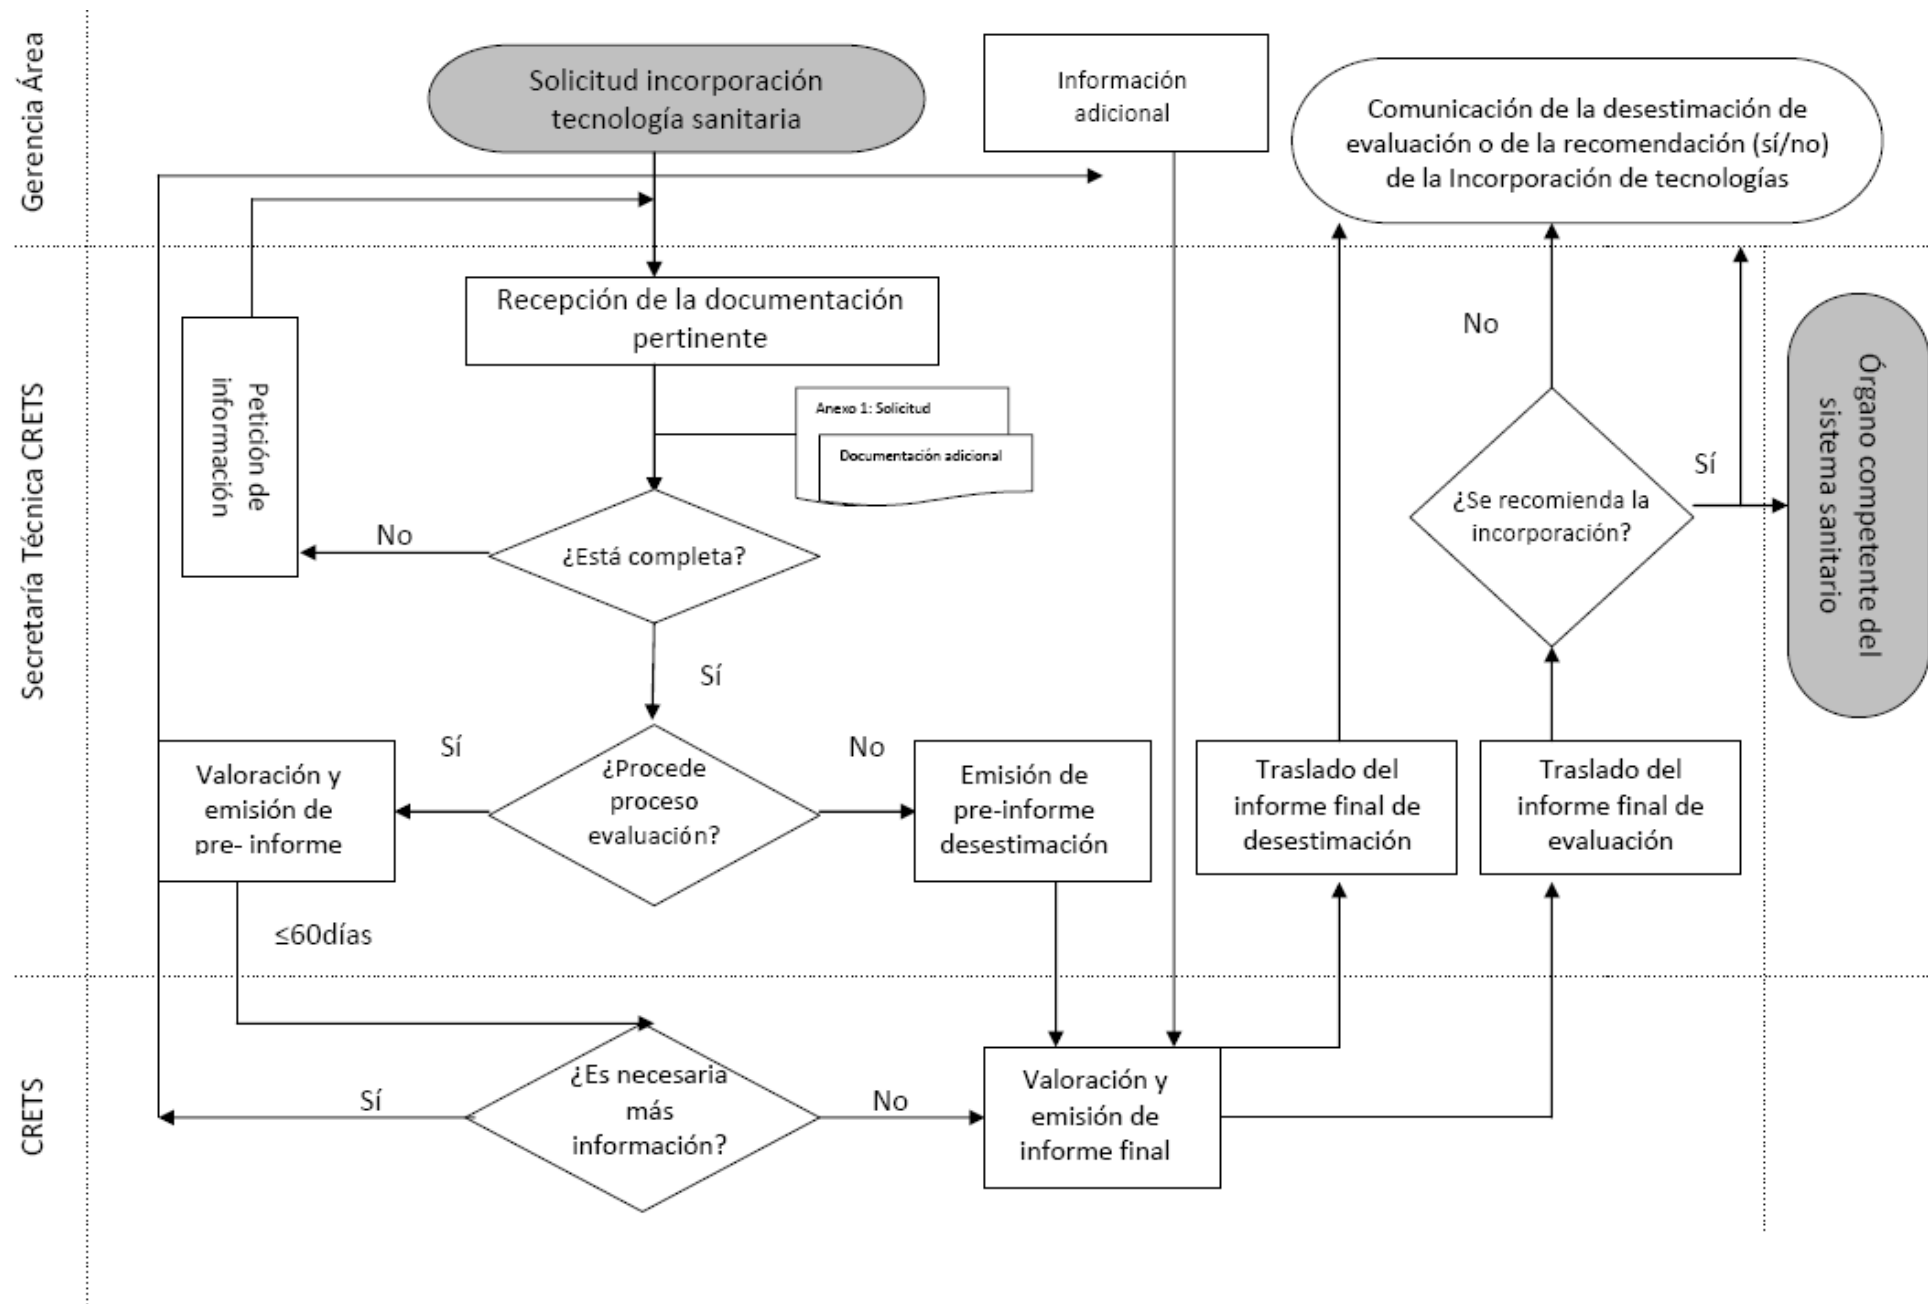 Gerencia Área
Solicitud incorporación
tecnología sanitaria
Información
adicional
Comunicación de la desestimación de
evaluación o de la recomendación (sí/no)
de la Incorporación de tecnologías
Secretaría Técnica CRETS
Recepción de la documentación
pertinente
Petición de
información
Anexo 1: Solicitud
Documentación adicional
No
¿Está completa?
Sí
Sí
¿Procede
proceso
evaluación?
No
Valoración y
emisión de
pre- informe
Emisión de
pre-informe
desestimación
Traslado del
informe final de
desestimación
Traslado del
informe final de
evaluación
No
¿Se recomienda la
incorporación?
Sí
Órgano competente del
sistema sanitario
≤60días
CRETS
Sí
¿Es necesaria
más
información?
No
Valoración y
emisión de
informe final